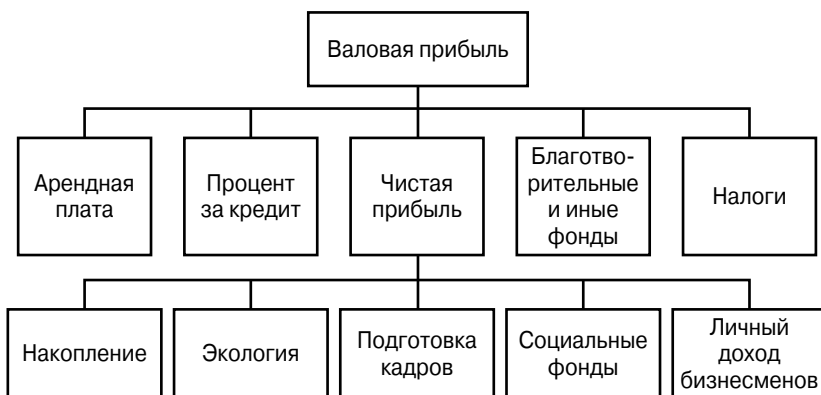 Валовая прибыль
Арендная
плата
Процент
за кредит
Чистая
прибыль
Благотво-
рительные
и иные
фонды
Налоги
Накопление
Экология
Подготовка
кадров
Социальные
фонды
Личный
доход
бизнесменов